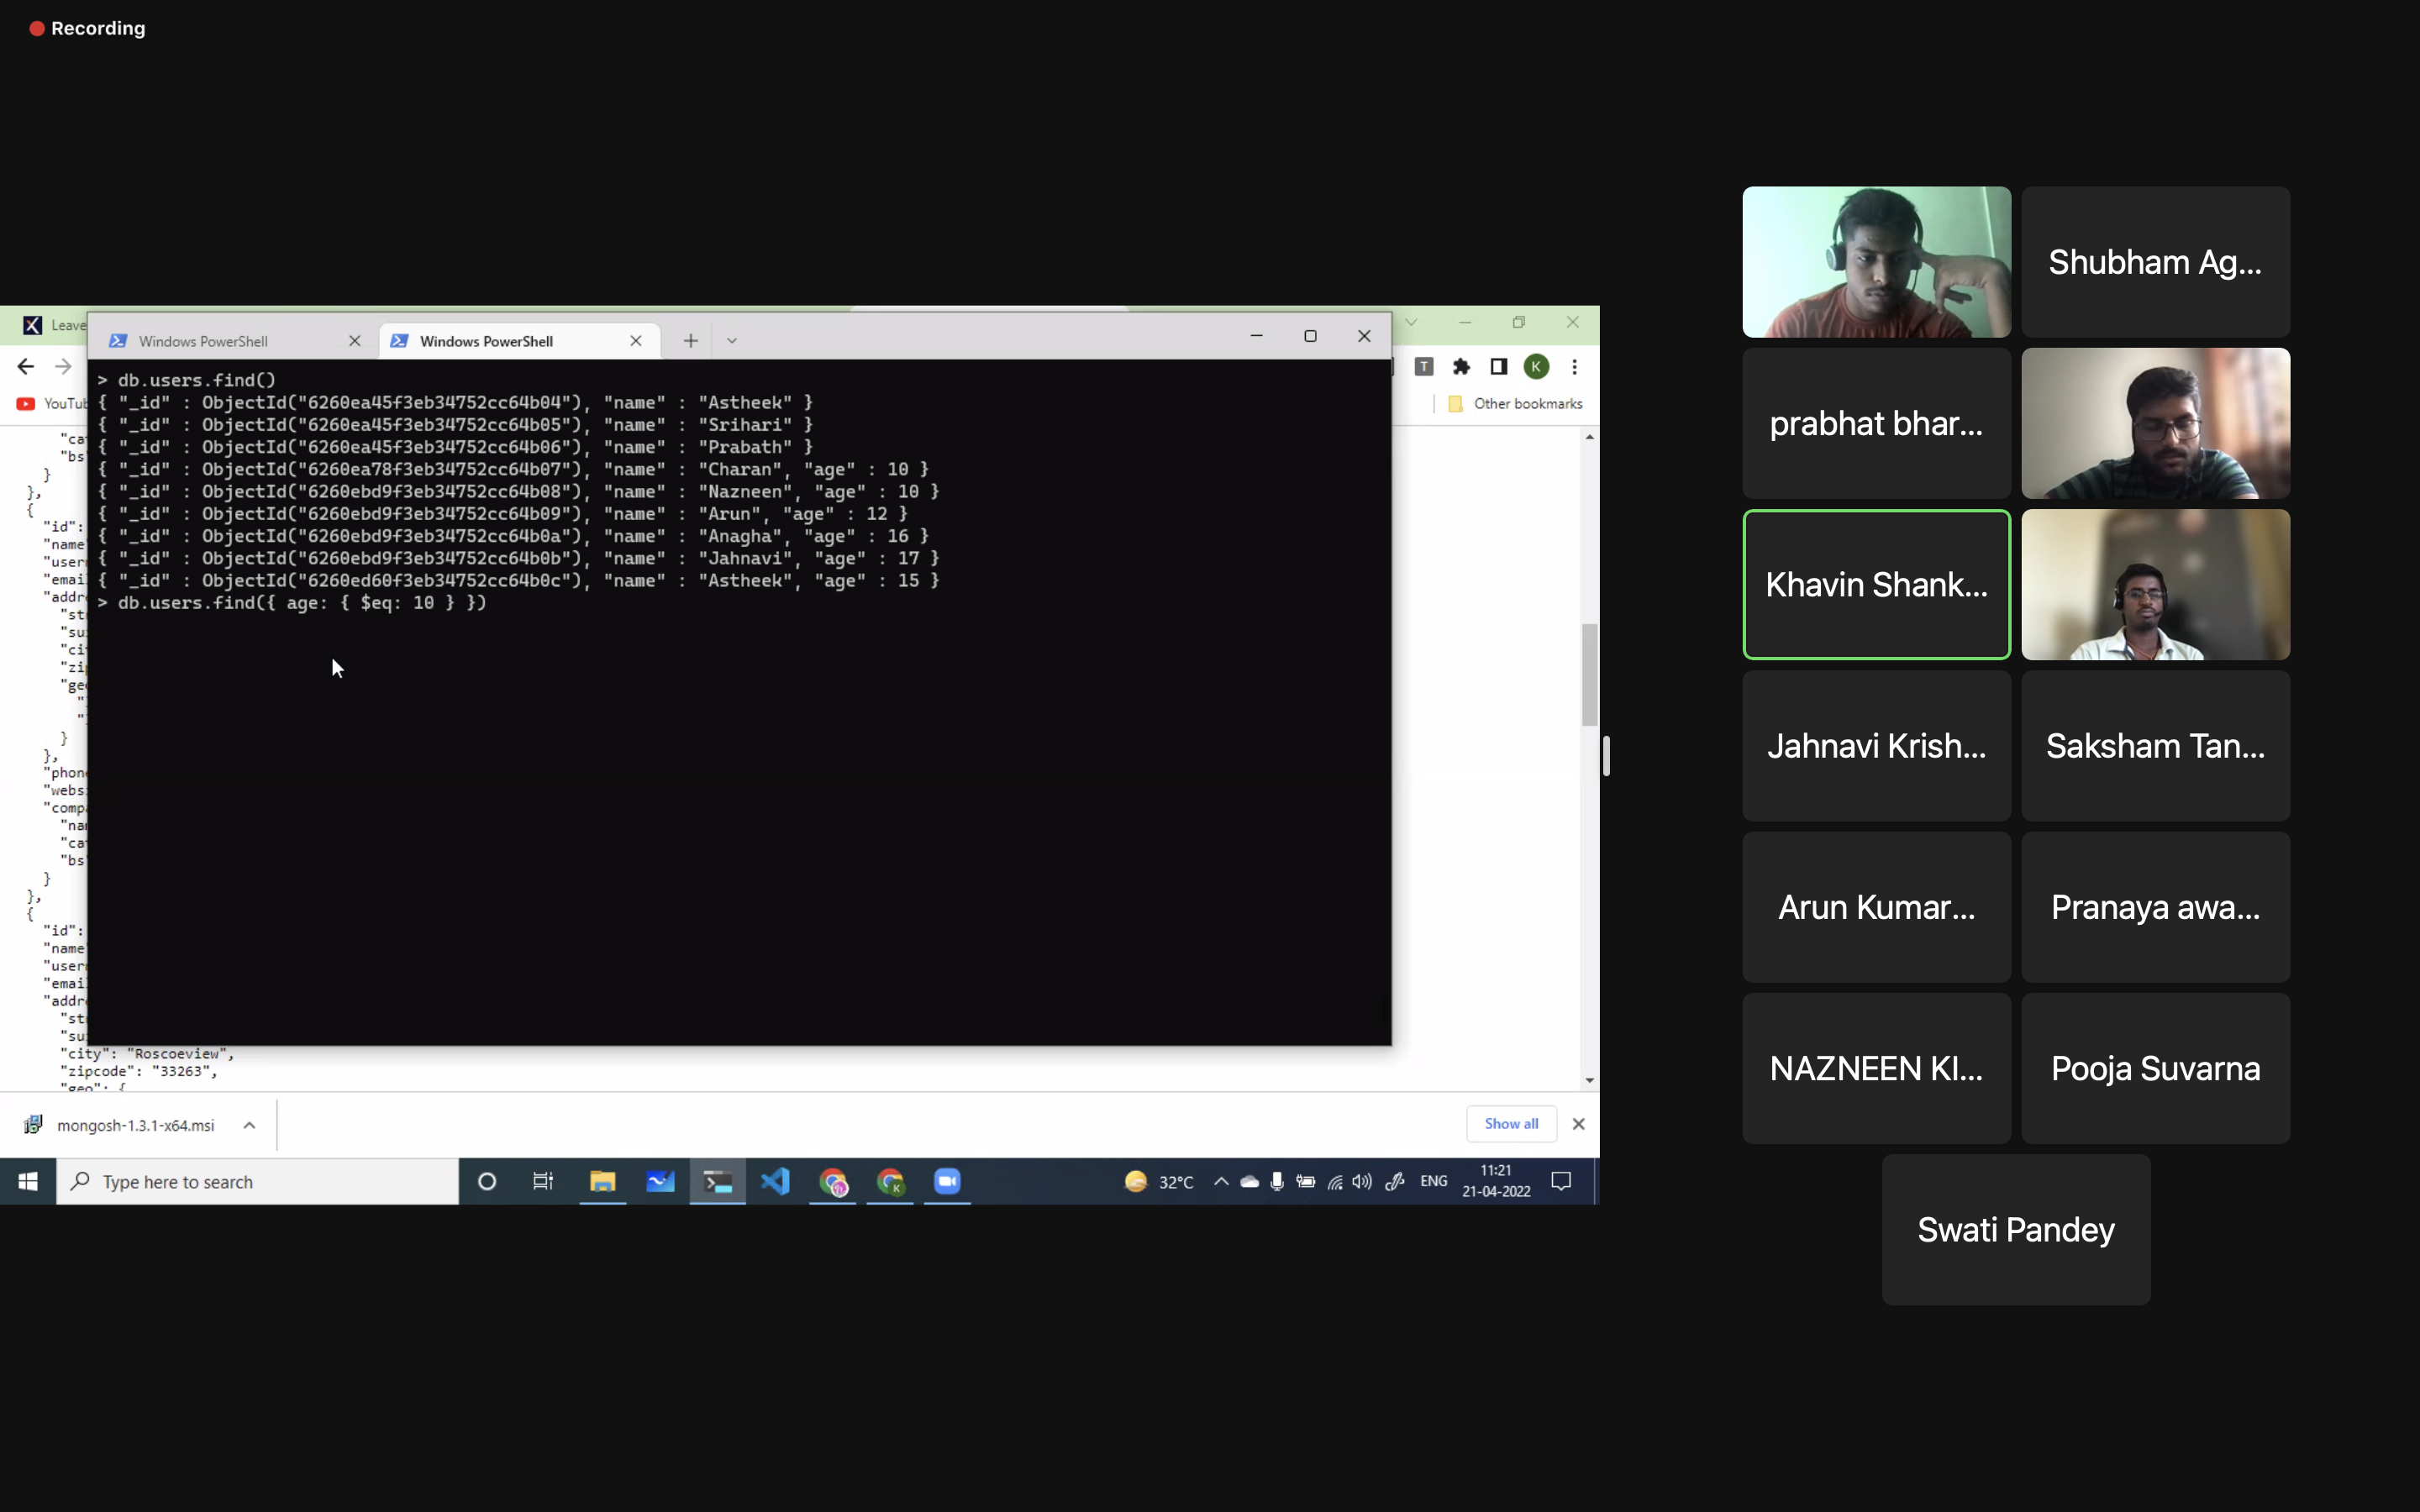 Recording
Leave
Windows PowerShell
Windows PowerShell
T
K
YouTub
Other bookmarks
> db.users.find()
{ "_id" : ObjectId("6260ea45f3eb34752cc64b04"), "name" : "Astheek" }
{ "_id" : ObjectId("6260ea45f3eb34752cc64b05"), "name" : "Srihari" }
{ "_id" : ObjectId("6260ea45f3eb34752cc64b06"), "name" : "Prabath" }
{ "_id" : ObjectId("6260ea78f3eb34752cc64b07"), "name" : "Charan", "age" : 10 }
{ "_id" : ObjectId("6260ebd9f3eb34752cc64b08"), "name" : "Nazneen", "age" : 10 }
{ "_id" : ObjectId("6260ebd9f3eb34752cc64b09"), "name" : "Arun", "age" : 12 }
{ "_id" : ObjectId("6260ebd9f3eb34752cc64b0a"), "name" : "Anagha", "age" : 16 }
{ "_id" : ObjectId("6260ebd9f3eb34752cc64b0b"), "name" : "Jahnavi", "age" : 17 }
{ "_id" : ObjectId("6260ed60f3eb34752cc64b0c"), "name" : "Astheek", "age" : 15 }
> db.users.find({ age: { $eq: 10 } })
"ca
"bs
}
},
{
"id":
"name
"user
"emai
"addr
"st
"su
"ci
"zi
"ge
}
},
"phon
"webs
"comp
"na
"ca
"bs
}
},
{
"id":
"name
"user
"emai
"addr
"st
"su
"city": "Roscoeview",
"zipcode": "33263",
"geo": {
mongosh-1.3.1-x64.msi
Show all
Type here to search
32°C
ENG
11:21
21-04-2022
Shubham Ag...
prabhat bhar...
Khavin Shank...
Jahnavi Krish...
Saksham Tan...
Arun Kumar...
Pranaya awa...
NAZNEEN KI...
Pooja Suvarna
Swati Pandey